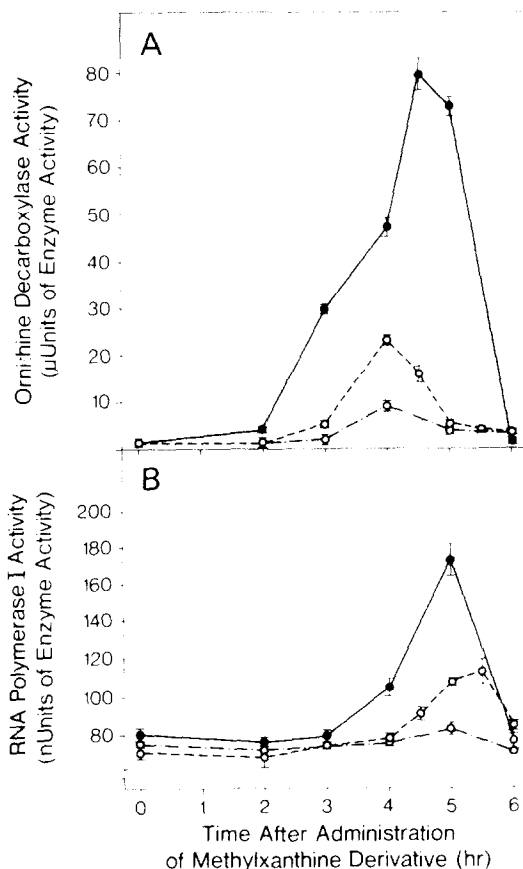 A
Ornithine Decarboxylase Activity
(μUnits of Enzyme Activity)
80
70
60
50
40
30
20
10
B
RNA Polymerase I Activity
(nUnits of Enzyme Activity)
200
180
160
140
120
100
80
0
1
2
3
4
5
6
Time After Administration
of Methylxanthine Derivative (hr)